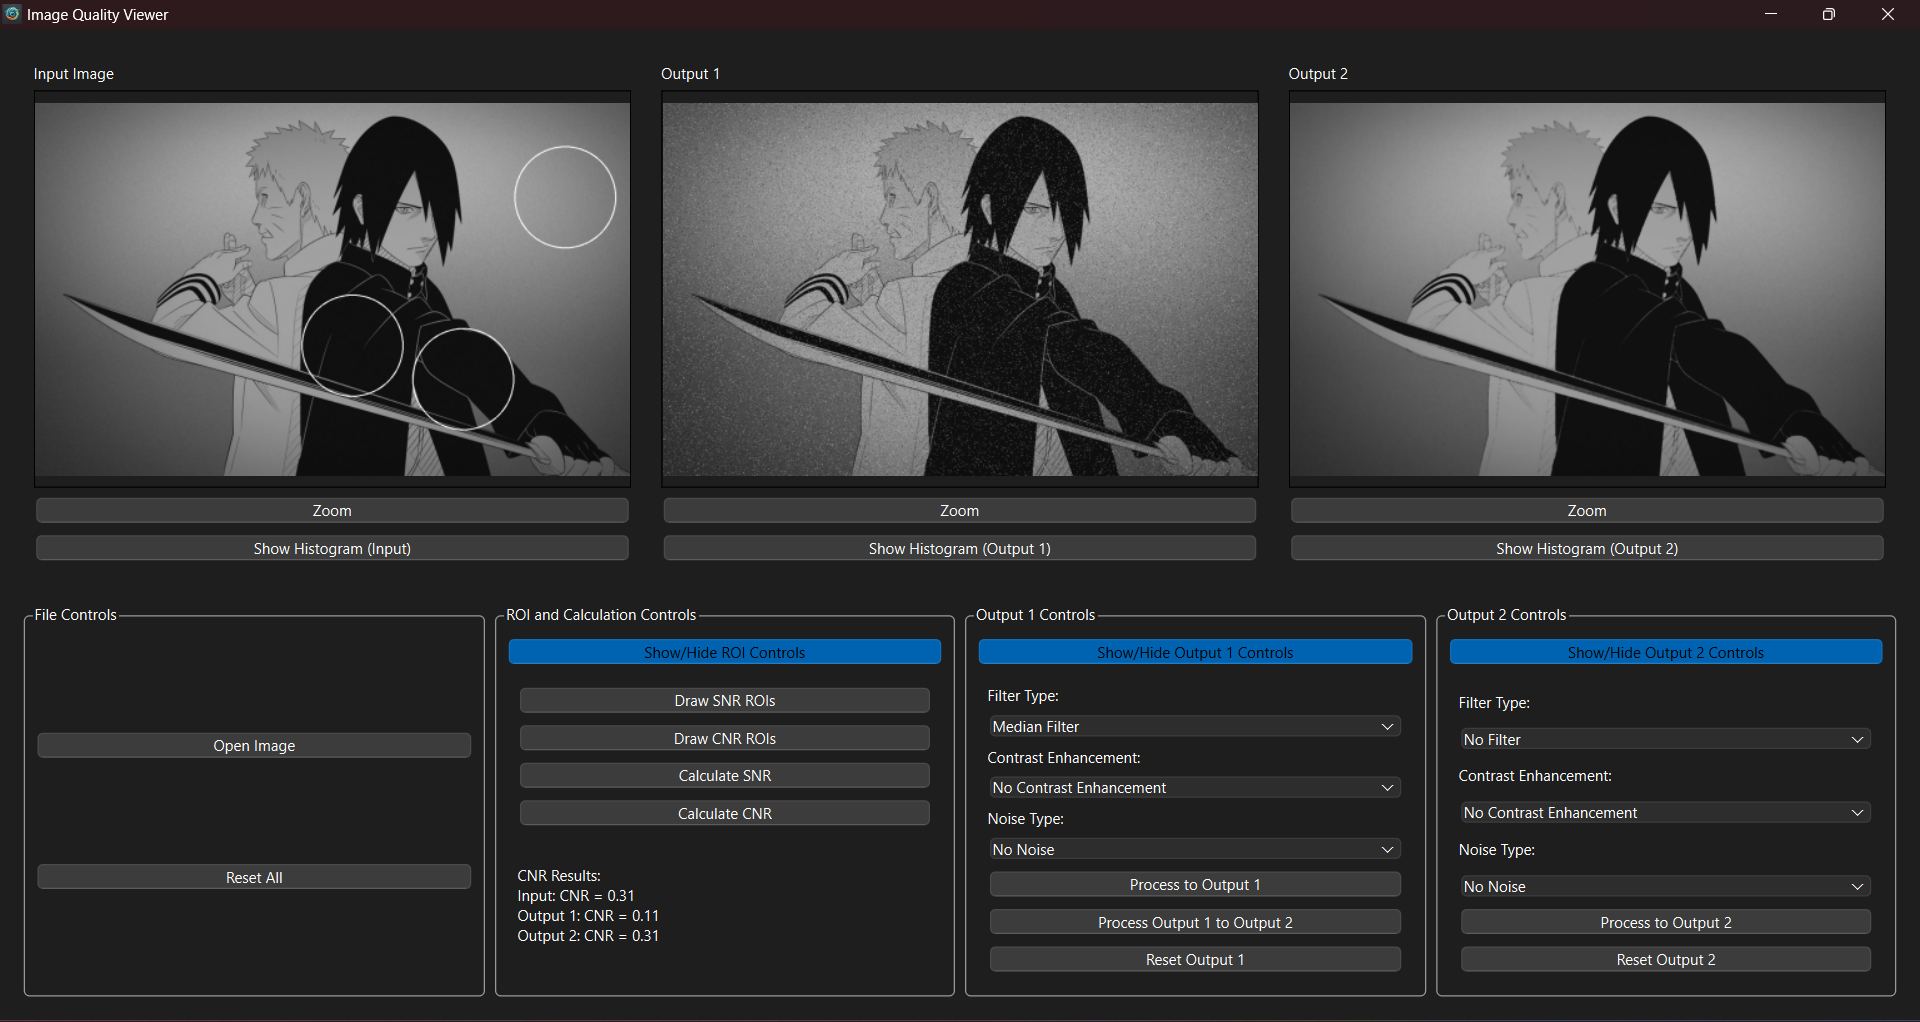 Image Quality Viewer
Input Image
Output 1
Output 2
Zoom
Zoom
Zoom
Show Histogram (Input)
Show Histogram (Output 1)
Show Histogram (Output 2)
File Controls
Open Image
Reset All
ROI and Calculation Controls
Show/Hide ROI Controls
Draw SNR ROIs
Draw CNR ROIs
Calculate SNR
Calculate CNR
CNR Results:
Input: CNR = 0.31
Output 1: CNR = 0.11
Output 2: CNR = 0.31
Output 1 Controls
Show/Hide Output 1 Controls
Filter Type:
Median Filter
Contrast Enhancement:
No Contrast Enhancement
Noise Type:
No Noise
Process to Output 1
Process Output 1 to Output 2
Reset Output 1
Output 2 Controls
Show/Hide Output 2 Controls
Filter Type:
No Filter
Contrast Enhancement:
No Contrast Enhancement
Noise Type:
No Noise
Process to Output 2
Reset Output 2